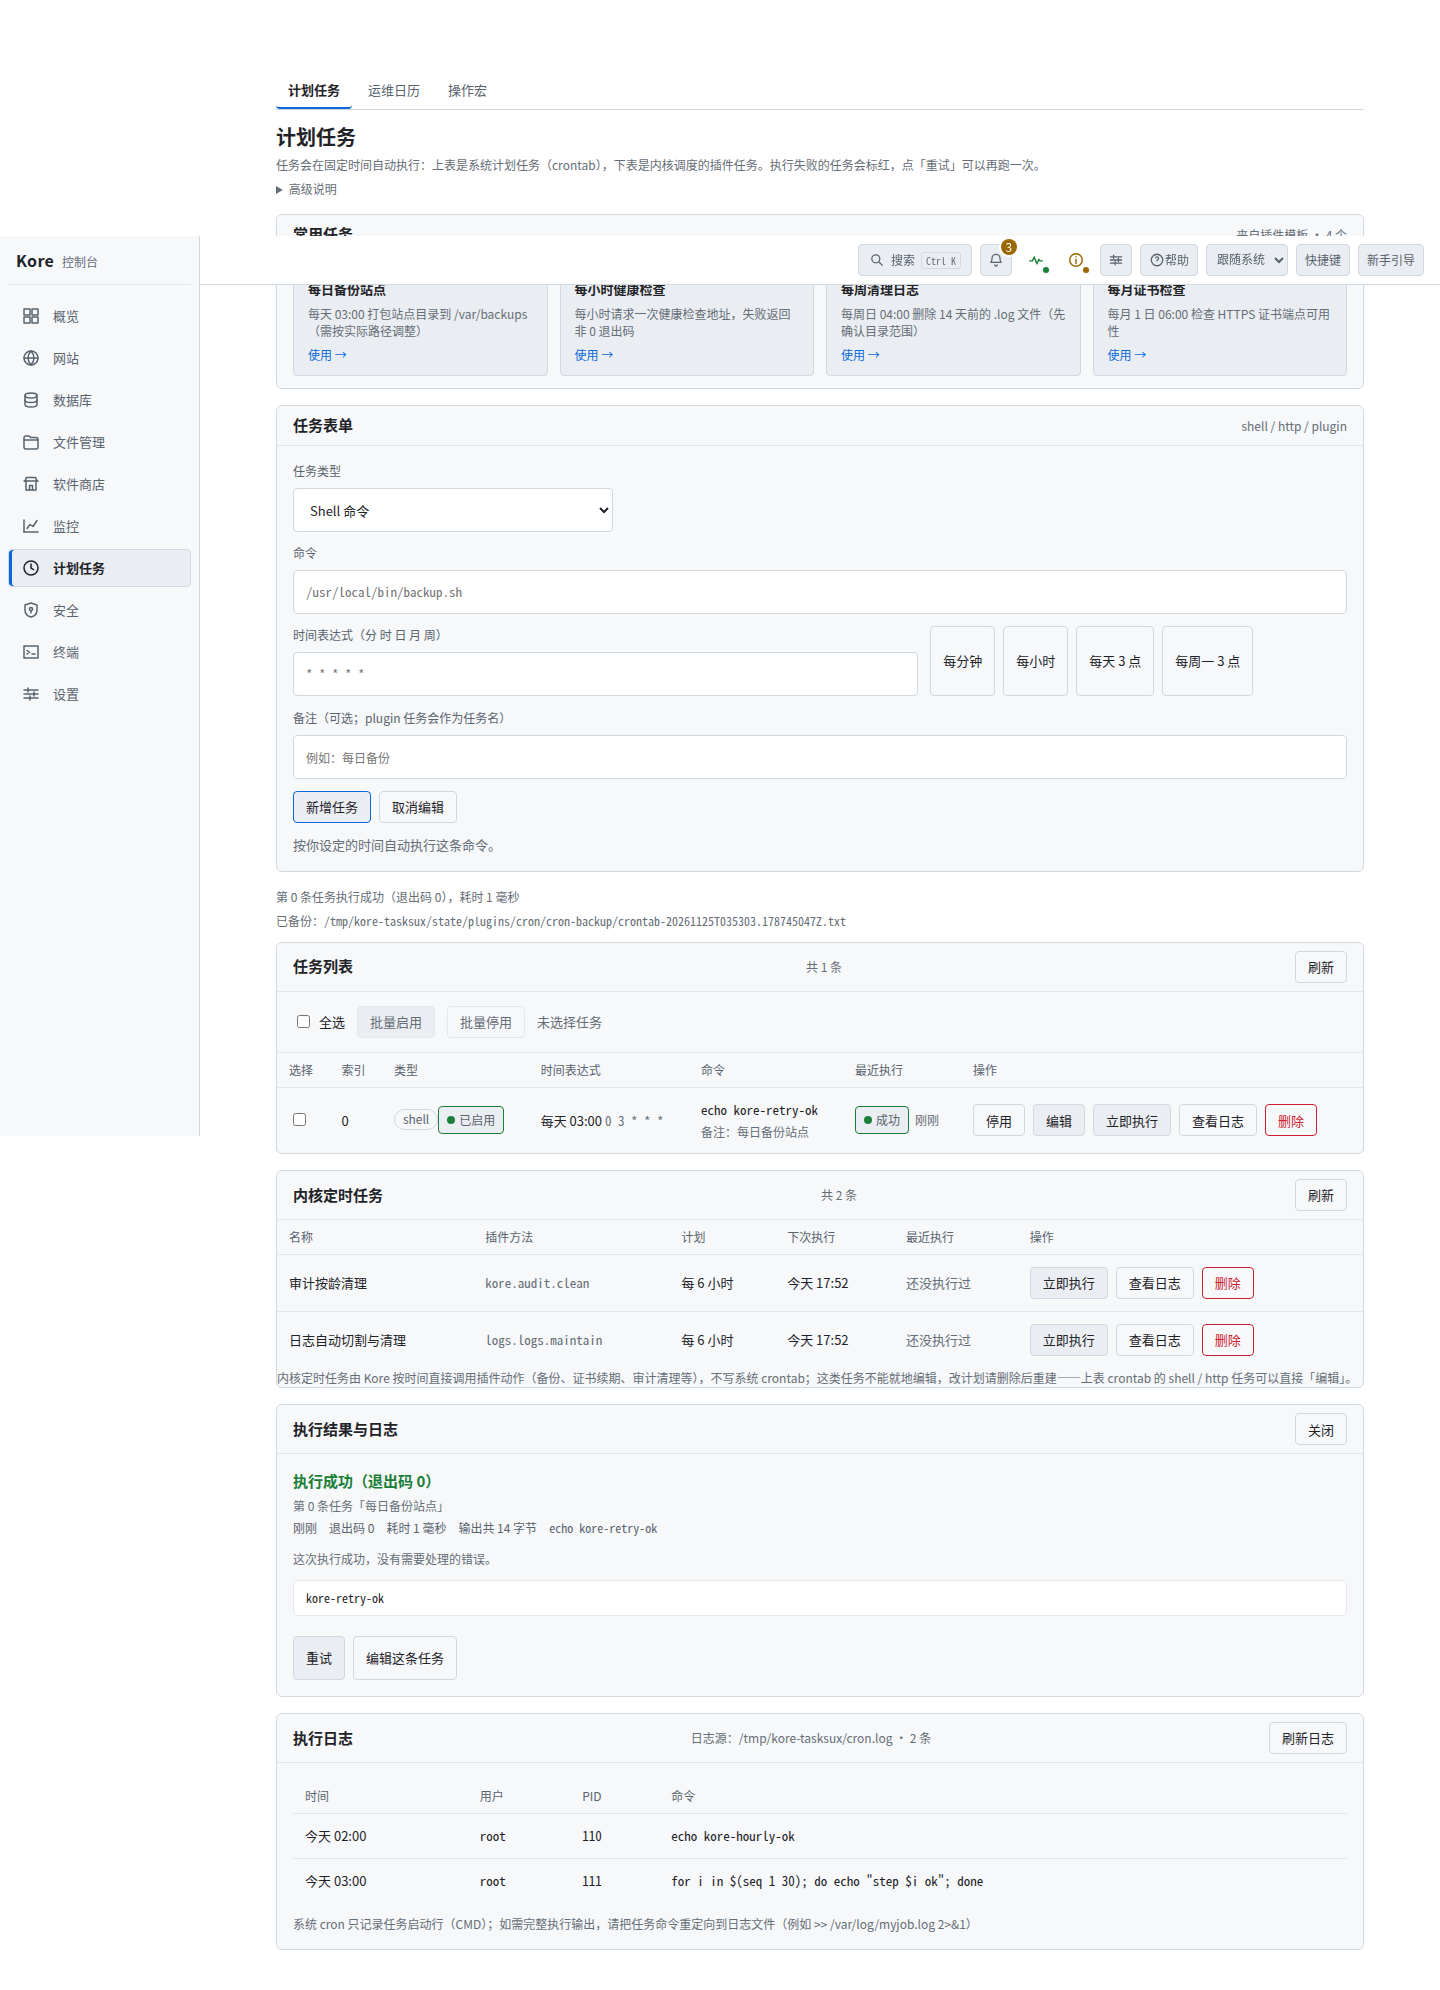 计划任务 运维日历 操作宏
计划任务
任务会在固定时间自动执行：上表是系统计划任务（crontab），下表是内核调度的插件任务。执行失败的任务会标红，点「重试」可以再跑一次。
▶ 高级说明
常用任务 来自插件模板 · 4 个
Kore 控制台
搜索 Ctrl K 3 帮助 跟随系统 快捷键 新手引导
概览
网站
数据库
文件管理
软件商店
监控
计划任务
安全
终端
设置
每日备份站点
每天 03:00 打包站点目录到 /var/backups
（需按实际路径调整）
使用 →
每小时健康检查
每小时请求一次健康检查地址，失败返回
非 0 退出码
使用 →
每周清理日志
每周日 04:00 删除 14 天前的 .log 文件（先
确认目录范围）
使用 →
每月证书检查
每月 1 日 06:00 检查 HTTPS 证书端点可用
性
使用 →
任务表单 shell / http / plugin
任务类型
Shell 命令
命令
/usr/local/bin/backup.sh
时间表达式（分 时 日 月 周）
* * * * *
每分钟 每小时 每天 3 点 每周一 3 点
备注（可选；plugin 任务会作为任务名）
例如：每日备份
新增任务 取消编辑
按你设定的时间自动执行这条命令。
第 0 条任务执行成功（退出码 0），耗时 1 毫秒
已备份：/tmp/kore-tasksux/state/plugins/cron/cron-backup/crontab-20261125T035303.178745047Z.txt
任务列表 共 1 条 刷新
全选 批量启用 批量停用 未选择任务
选择 索引 类型 时间表达式 命令 最近执行 操作
0 shell 已启用 每天 03:00 0 3 * * * echo kore-retry-ok 成功 刚刚 停用 编辑 立即执行 查看日志 删除
备注：每日备份站点
内核定时任务 共 2 条 刷新
名称 插件方法 计划 下次执行 最近执行 操作
审计按龄清理 kore.audit.clean 每 6 小时 今天 17:52 还没执行过 立即执行 查看日志 删除
日志自动切割与清理 logs.logs.maintain 每 6 小时 今天 17:52 还没执行过 立即执行 查看日志 删除
内核定时任务由 Kore 按时间直接调用插件动作（备份、证书续期、审计清理等），不写系统 crontab；这类任务不能就地编辑，改计划请删除后重建——上表 crontab 的 shell / http 任务可以直接「编辑」。
执行结果与日志 关闭
执行成功（退出码 0）
第 0 条任务「每日备份站点」
刚刚 退出码 0 耗时 1 毫秒 输出共 14 字节 echo kore-retry-ok
这次执行成功，没有需要处理的错误。
kore-retry-ok
重试 编辑这条任务
执行日志 日志源：/tmp/kore-tasksux/cron.log · 2 条 刷新日志
时间 用户 PID 命令
今天 02:00 root 110 echo kore-hourly-ok
今天 03:00 root 111 for i in $(seq 1 30); do echo "step $i ok"; done
系统 cron 只记录任务启动行（CMD）；如需完整执行输出，请把任务命令重定向到日志文件（例如 >> /var/log/myjob.log 2>&1）